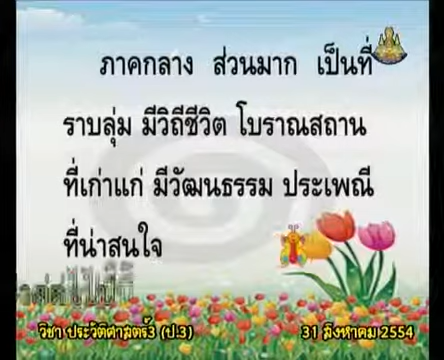 ภาคกลาง ส่วนมาก เป็นที่
ราบลุ่ม มีวิถีชีวิต โบราณสถาน
ที่เก่าแก่ มีวัฒนธรรม ประเพณี
ที่น่าสนใจ
วิชา ประวัติศาสตร์3 (ป.3)
31 สิงหาคม 2554